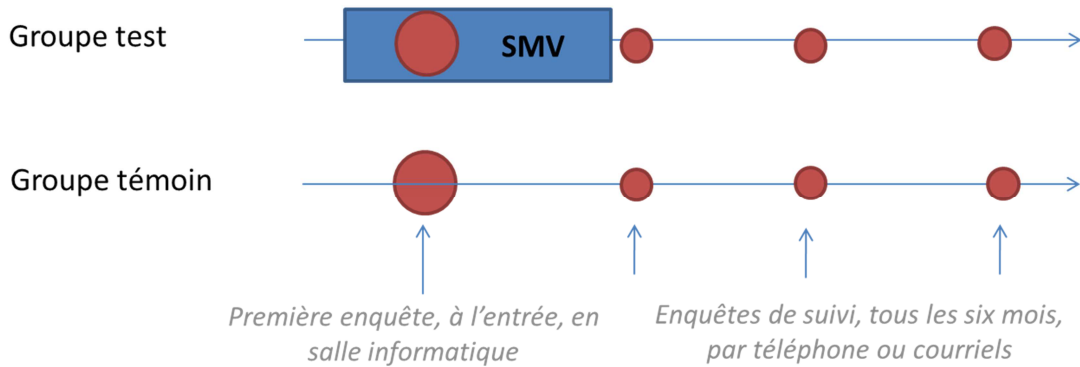 Groupe test
SMV
Groupe témoin
Première enquête, à l'entrée, en
salle informatique
Enquêtes de suivi, tous les six mois,
par téléphone ou courriels